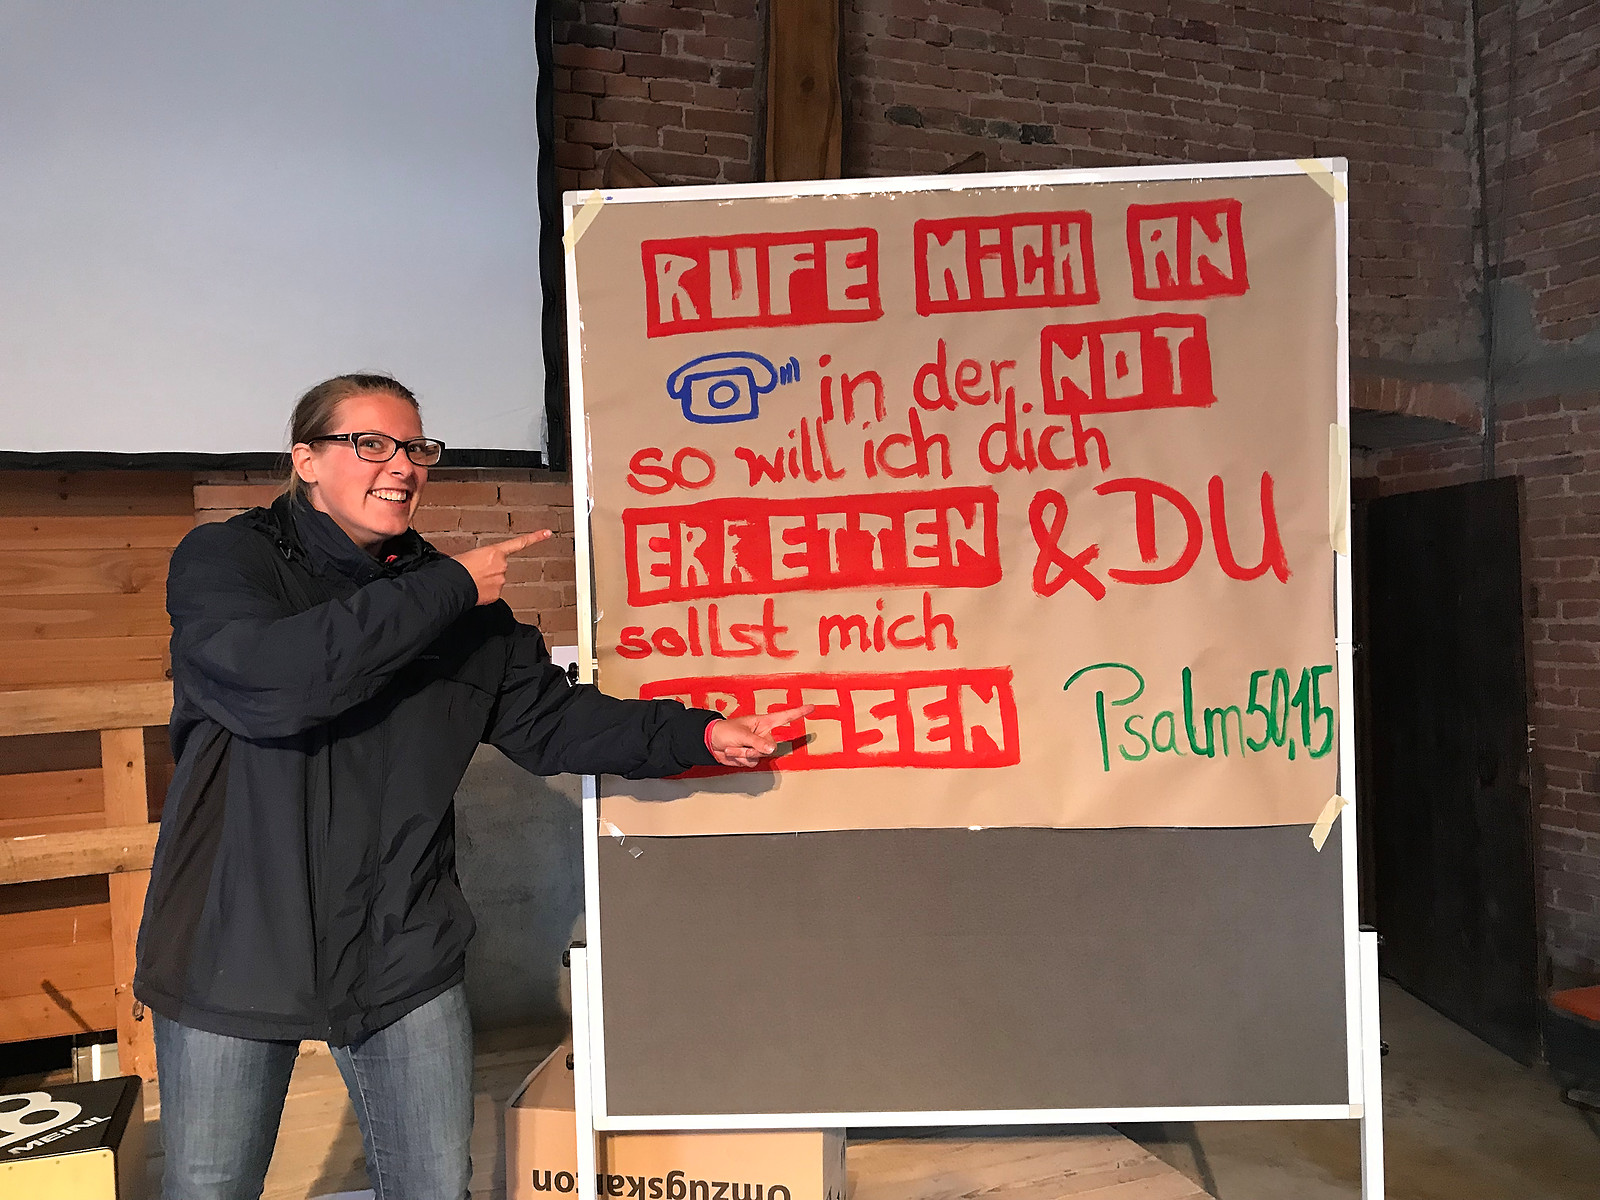 RUFE MiCH AN
in der NOT
so will ich dich
ERRETTEN & DU
sollst mich
Psalm 50,15
MEINL
Umzugskarton